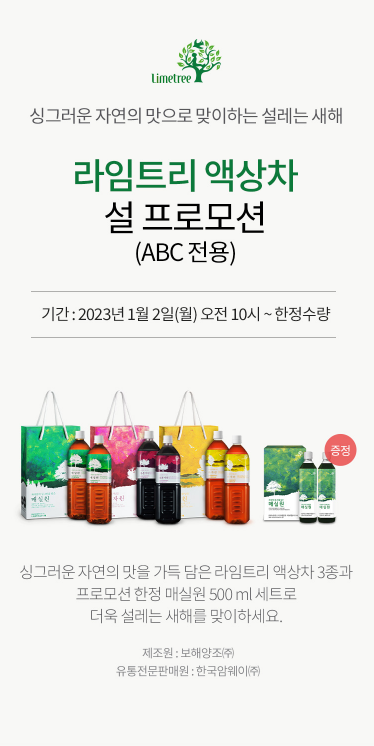 Limetree
싱그러운 자연의 맛으로 맞이하는 설레는 새해
라임트리 액상차
설 프로모션
(ABC 전용)
기간 : 2023년 1월 2일(월) 오전 10시 ~ 한정수량
증정
매실원
매실원
싱그러운 자연의 맛을 가득 담은 라임트리 액상차 3종과
프로모션 한정 매실원 500 ml 세트로
더욱 설레는 새해를 맞이하세요.
제조원 : 보해양조㈜
유통전문판매원 : 한국암웨이㈜